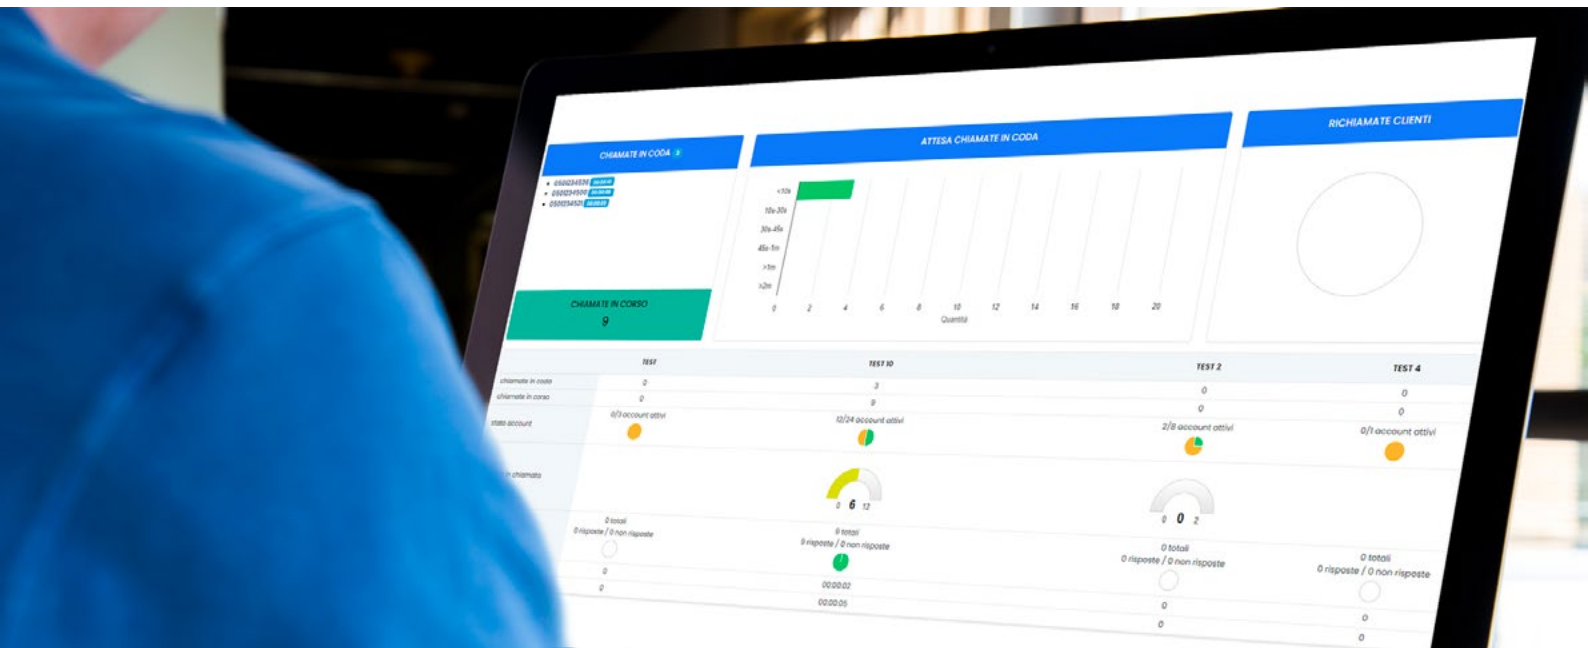 CHIAMATE IN CODA 3
0501234500
0501234500
0501234501
CHIAMATE IN CORSO
9
ATTESA CHIAMATE IN CODA
<10s
10s-30s
30s-45s
45s-1m
>1m
>2m
0 2 4 6 8 10 12 14 16 18 20
Quantità
RICHIAMATE CLIENTI
TEST TEST 10 TEST 2 TEST 4
chiamate in coda 0 3 0 0
chiamate in corso 0 9 0 0
stato account 0/3 account attivi 12/24 account attivi 2/8 account attivi 0/1 account attivi
in chiamata
0 6 12
0 0 2
0 totali 9 totali 0 totali 0 totali
0 risposte / 0 non risposte 9 risposte / 0 non risposte 0 risposte / 0 non risposte 0 risposte / 0 non risposte
0 00:00:02 0 0
0 00:00:05 0 0